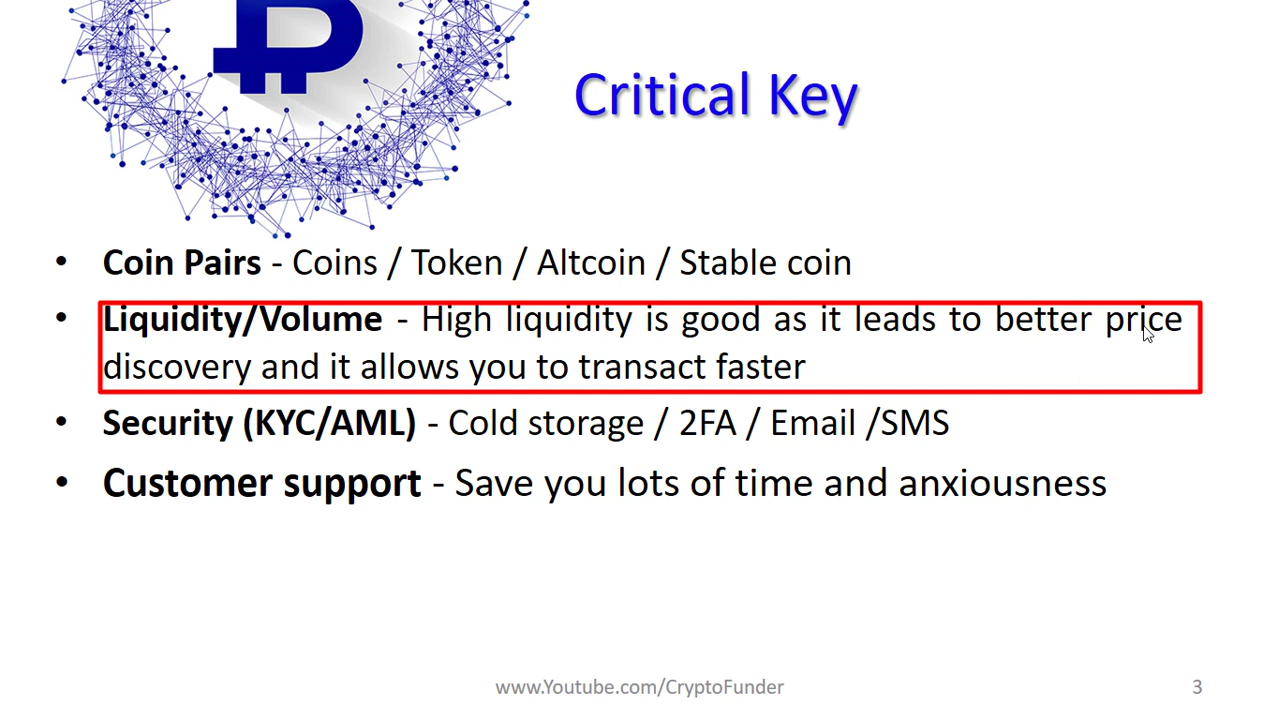 Critical Key
• Coin Pairs - Coins / Token / Altcoin / Stable coin
• Liquidity/Volume - High liquidity is good as it leads to better price
discovery and it allows you to transact faster
• Security (KYC/AML) - Cold storage / 2FA / Email /SMS
• Customer support - Save you lots of time and anxiousness
www.Youtube.com/CryptoFunder
3